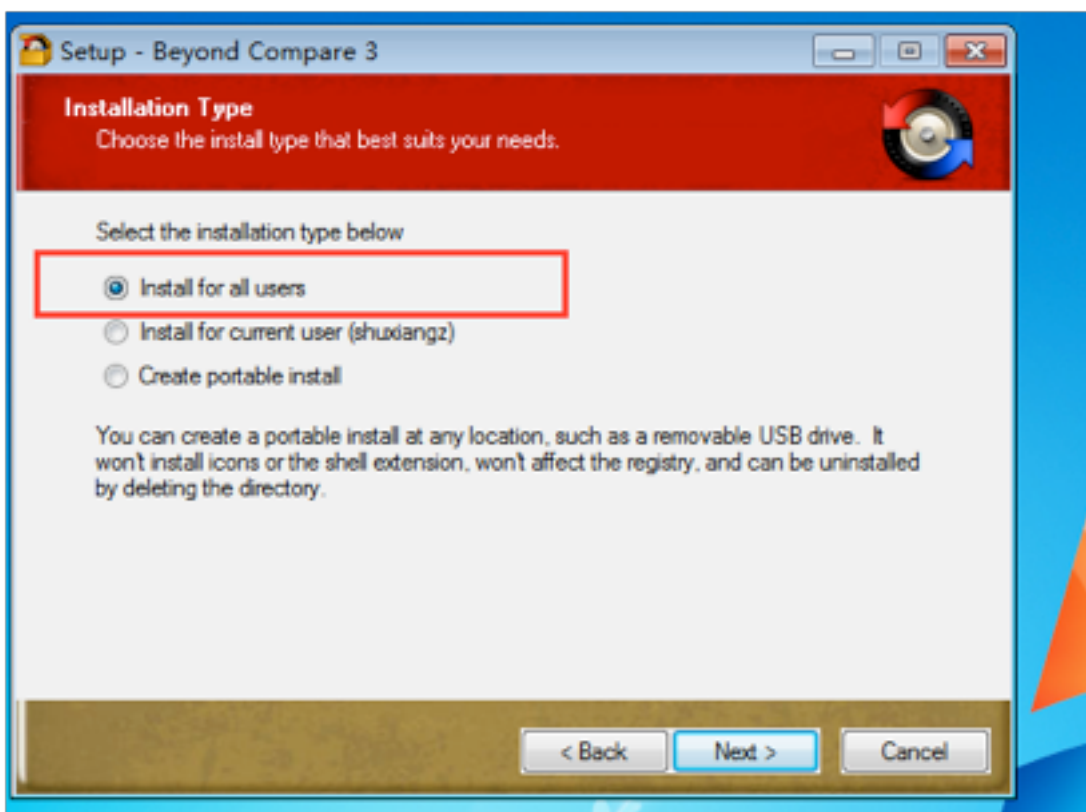 Setup - Beyond Compare 3
Installation Type
Choose the install type that best suits your needs.
Select the installation type below
Install for all users
Install for current user (shuxiangz)
Create portable install
You can create a portable install at any location, such as a removable USB drive. It
won't install icons or the shell extension, won't affect the registry, and can be uninstalled
by deleting the directory.
< Back
Next >
Cancel